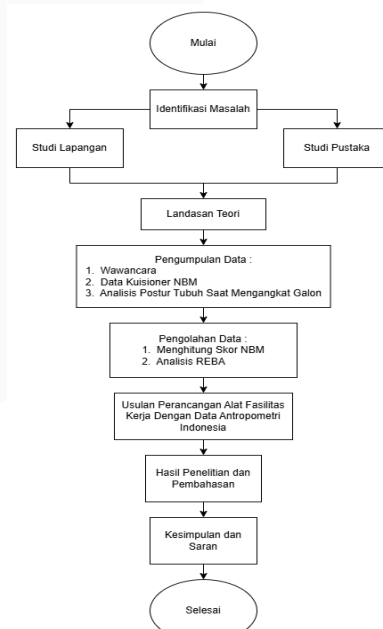 Mulai
Identifikasi Masalah
Studi Lapangan
Studi Pustaka
Landasan Teori
Pengumpulan Data :
1. Wawancara
2. Data Kuisioner NBM
3. Analisis Postur Tubuh Saat Mengangkat Galon
Pengolahan Data :
1. Menghitung Skor NBM
2. Analisis REBA
Usulan Perancangan Alat Fasilitas
Kerja Dengan Data Antropometri
Indonesia
Hasil Penelitian dan
Pembahasan
Kesimpulan dan
Saran
Selesai